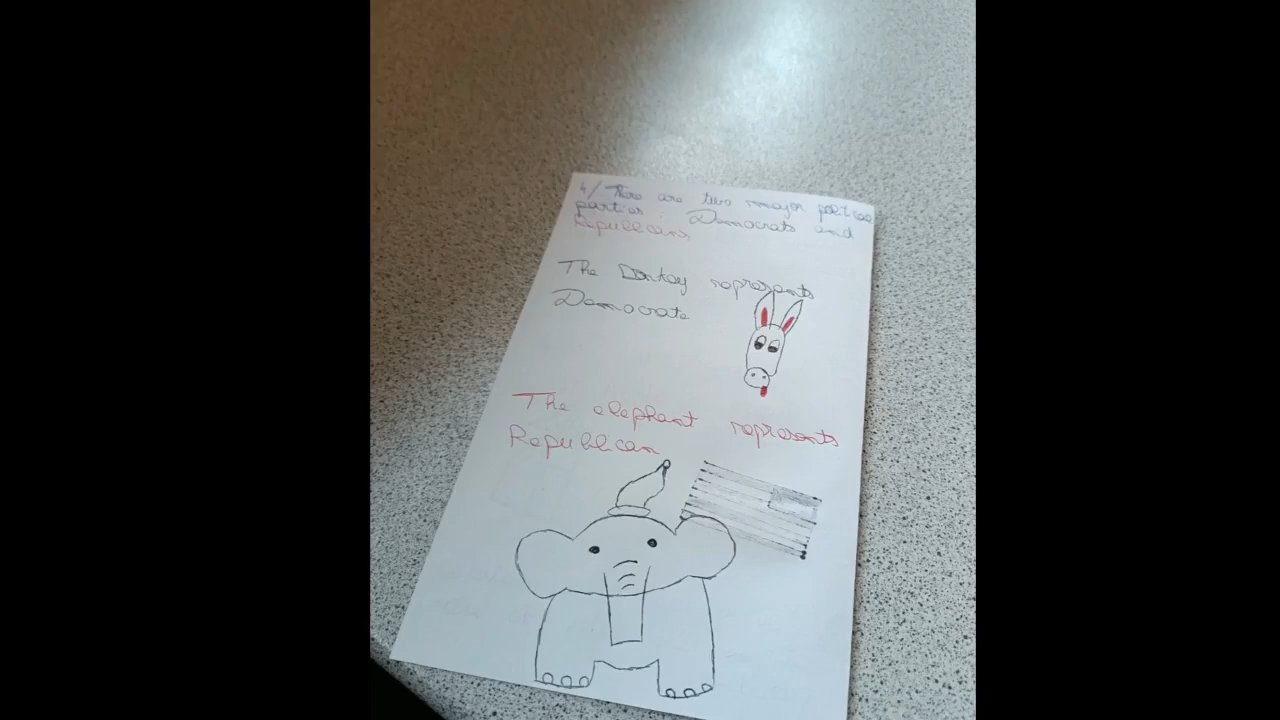 4/ There are two major political
parties. Democrats and
Republicans
The Donkey represents
Democrats
The elephant represents
Republican